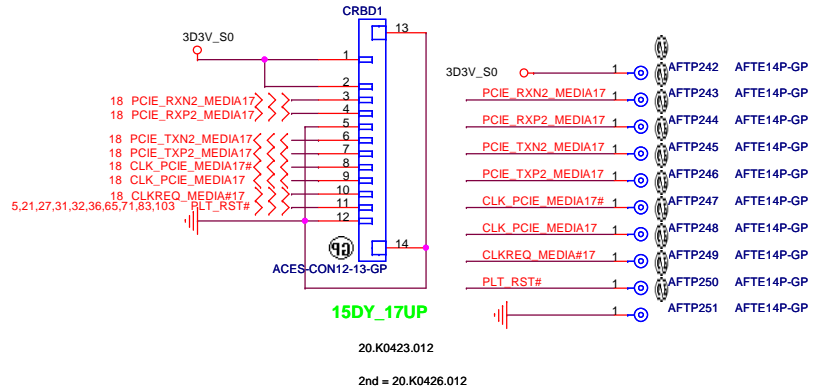 CRBD1
3D3V_S0
13
1
2
18 PCIE_RXN2_MEDIA17 3
18 PCIE_RXP2_MEDIA17 4
5
18 PCIE_TXN2_MEDIA17 6
18 PCIE_TXP2_MEDIA17 7
18 CLK_PCIE_MEDIA17# 8
18 CLK_PCIE_MEDIA17 9
18 CLKREQ_MEDIA#17 10
5,21,27,31,32,36,65,71,83,103 PLT_RST# 11
12
14
GP
ACES-CON12-13-GP
15DY_17UP
20.K0423.012
2nd = 20.K0426.012
3D3V_S0 1 AFTP242 AFTE14P-GP
PCIE_RXN2_MEDIA17 1 AFTP243 AFTE14P-GP
PCIE_RXP2_MEDIA17 1 AFTP244 AFTE14P-GP
PCIE_TXN2_MEDIA17 1 AFTP245 AFTE14P-GP
PCIE_TXP2_MEDIA17 1 AFTP246 AFTE14P-GP
CLK_PCIE_MEDIA17# 1 AFTP247 AFTE14P-GP
CLK_PCIE_MEDIA17 1 AFTP248 AFTE14P-GP
CLKREQ_MEDIA#17 1 AFTP249 AFTE14P-GP
PLT_RST# 1 AFTP250 AFTE14P-GP
1 AFTP251 AFTE14P-GP